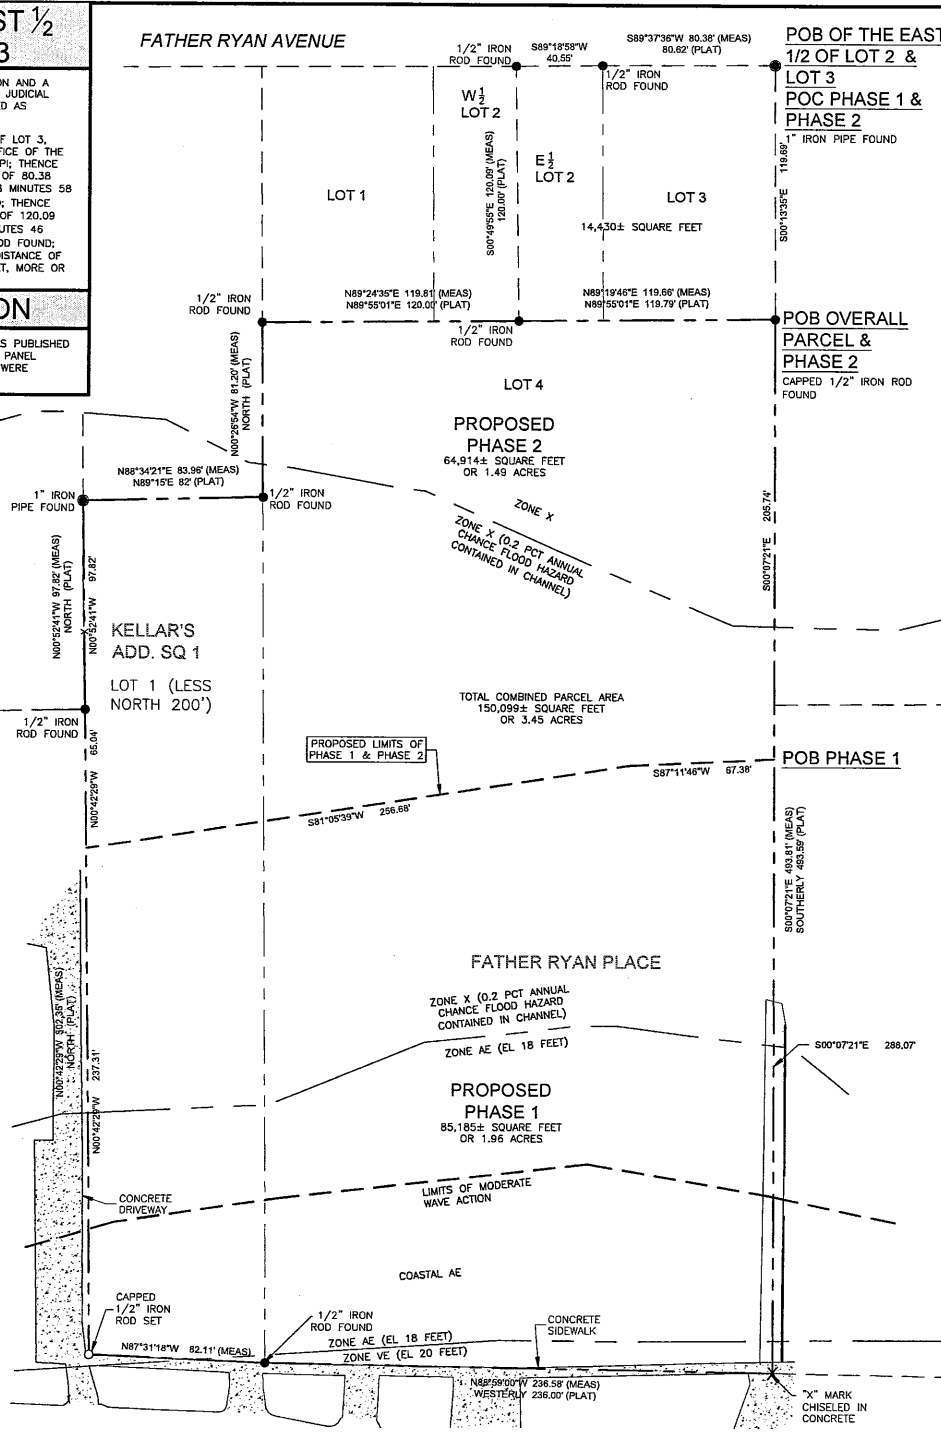 ST ½
3
ON AND A
JUDICIAL
D AS
F LOT 3,
FICE OF THE
PI; THENCE
OF 80.38
MINUTES 58
; THENCE
OF 120.09
UTES 46
OD FOUND;
DISTANCE OF
T, MORE OR
ON
S PUBLISHED
PANEL
WERE
FATHER RYAN AVENUE
1/2" IRON
ROD FOUND
S89°18'58"W
40.55'
S89°37'36"W 80.38' (MEAS)
80.62' (PLAT)
1/2" IRON
ROD FOUND
POB OF THE EAST
1/2 OF LOT 2 &
LOT 3
POC PHASE 1 &
PHASE 2
1" IRON PIPE FOUND
W½
LOT 2
E½
LOT 2
LOT 1
LOT 3
S00°49'55"E 120.09' (MEAS)
120.00' (PLAT)
14,430± SQUARE FEET
S00°13'35"E 119.69'
1/2" IRON
ROD FOUND
N89°24'35"E 119.81' (MEAS)
N89°55'01"E 120.00' (PLAT)
N89°19'46"E 119.66' (MEAS)
N89°55'01"E 119.79' (PLAT)
1/2" IRON
ROD FOUND
POB OVERALL
PARCEL &
PHASE 2
CAPPED 1/2" IRON ROD
FOUND
N00°26'54"W 81.20' (MEAS)
NORTH (PLAT)
LOT 4
PROPOSED
PHASE 2
64,914± SQUARE FEET
OR 1.49 ACRES
N88°34'21"E 83.96' (MEAS)
N89°15'E 82' (PLAT)
1" IRON
PIPE FOUND
1/2" IRON
ROD FOUND
ZONE X
ZONE X (0.2 PCT ANNUAL
CHANCE FLOOD HAZARD
CONTAINED IN CHANNEL)
S00°07'21"E 205.74'
N00°52'41"W 97.82' (MEAS)
NORTH (PLAT)
N00°52'41"W 97.82'
KELLAR'S
ADD. SQ 1
LOT 1 (LESS
NORTH 200')
1/2" IRON
ROD FOUND
TOTAL COMBINED PARCEL AREA
150,099± SQUARE FEET
OR 3.45 ACRES
N00°42'29"W 65.04'
PROPOSED LIMITS OF
PHASE 1 & PHASE 2
S87°11'46"W 67.38'
POB PHASE 1
S81°05'39"W 256.68'
S00°07'21"E 493.81' (MEAS)
SOUTHERLY 493.59' (PLAT)
FATHER RYAN PLACE
ZONE X (0.2 PCT ANNUAL
CHANCE FLOOD HAZARD
CONTAINED IN CHANNEL)
ZONE AE (EL 18 FEET)
S00°07'21"E 288.07'
N00°42'29"W 302.35' (MEAS)
NORTH (PLAT)
N00°42'29"W 237.31'
PROPOSED
PHASE 1
85,185± SQUARE FEET
OR 1.96 ACRES
CONCRETE
DRIVEWAY
LIMITS OF MODERATE
WAVE ACTION
COASTAL AE
CAPPED
1/2" IRON
ROD SET
1/2" IRON
ROD FOUND
CONCRETE
SIDEWALK
N87°31'18"W 82.11' (MEAS)
ZONE AE (EL 18 FEET)
ZONE VE (EL 20 FEET)
236.58' (MEAS)
WESTERLY 236.00' (PLAT)
"X" MARK
CHISELED IN
CONCRETE